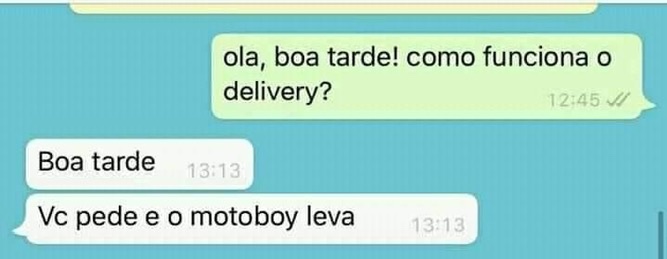 ola, boa tarde! como funciona o
delivery?
12:45
Boa tarde
13:13
Vc pede e o motoboy leva
13:13